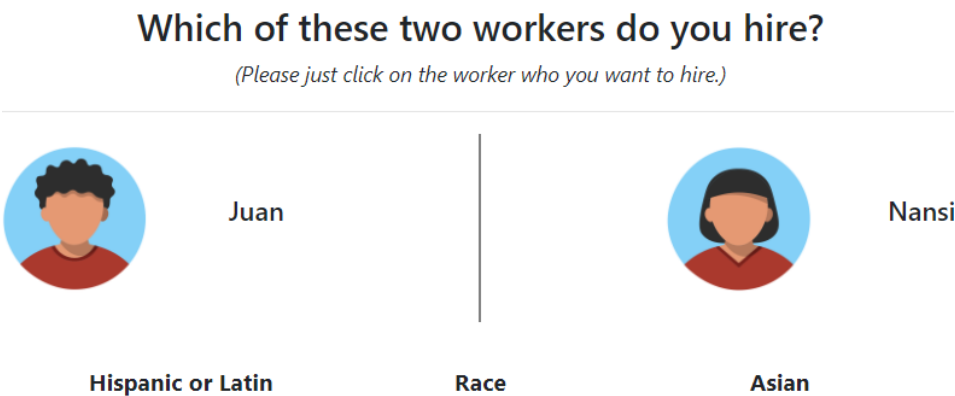 Which of these two workers do you hire?
(Please just click on the worker who you want to hire.)
Juan
Nansi
Hispanic or Latin Race Asian